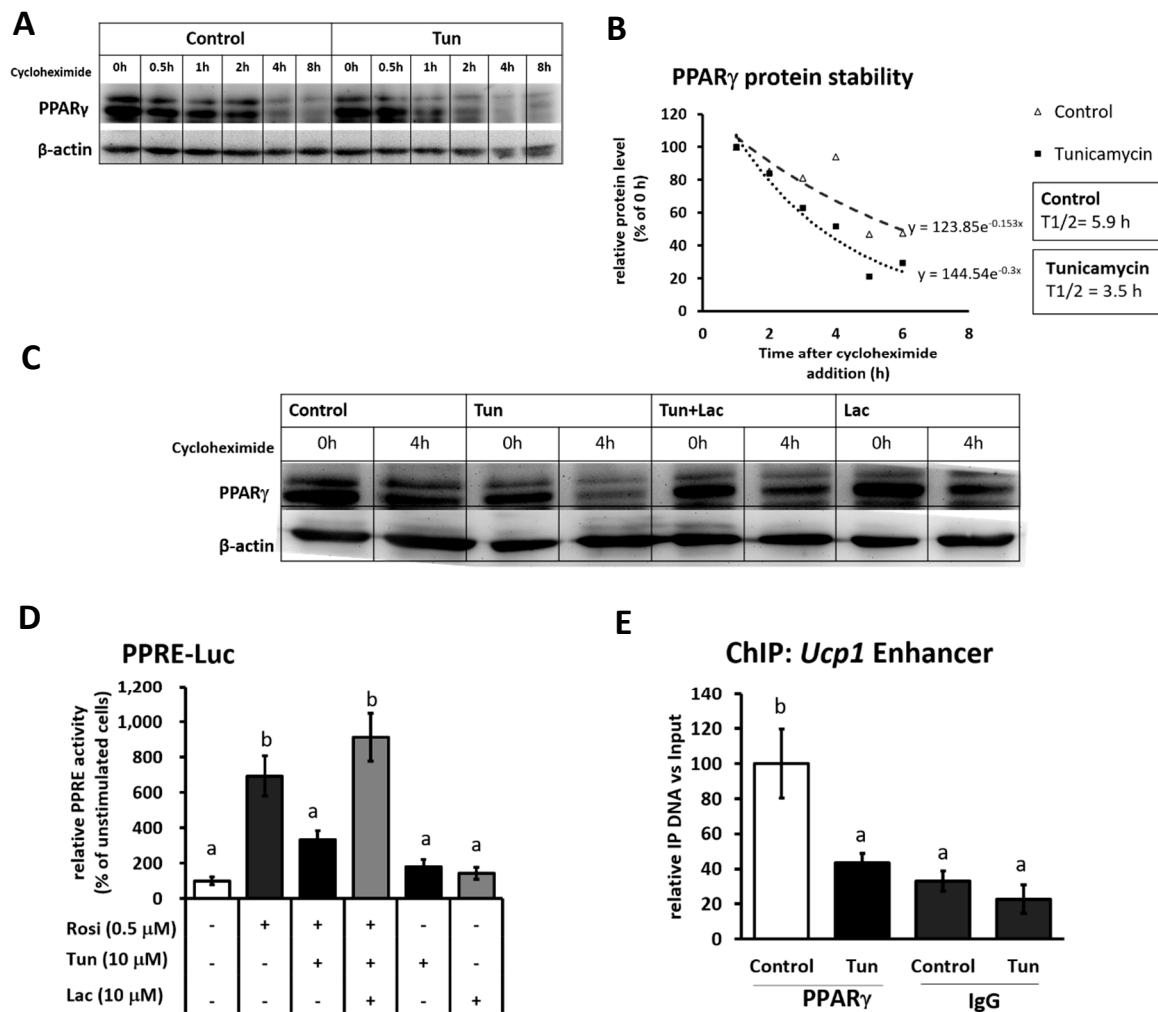 A
Control Tun
Cycloheximide 0h 0.5h 1h 2h 4h 8h 0h 0.5h 1h 2h 4h 8h
PPARγ
β-actin
B
PPARγ protein stability
relative protein level
(% of 0 h)
120
100
80
60
40
20
0
0 2 4 6 8
Time after cycloheximide
addition (h)
y = 123.85e^-0.153x
y = 144.54e^-0.3x
Control
Tunicamycin
Control
T1/2= 5.9 h
Tunicamycin
T1/2 = 3.5 h
C
Control Tun Tun+Lac Lac
Cycloheximide 0h 4h 0h 4h 0h 4h 0h 4h
PPARγ
β-actin
D
PPRE-Luc
relative PPRE activity
(% of unstimulated cells)
1,200
1,000
800
600
400
200
0
a b a b a a
Rosi (0.5 μM) - + + + - -
Tun (10 μM) - - + + + -
Lac (10 μM) - - - + - +
E
ChIP: Ucp1 Enhancer
relative IP DNA vs Input
140
120
100
80
60
40
20
0
b a a a
Control Tun Control Tun
PPARγ IgG